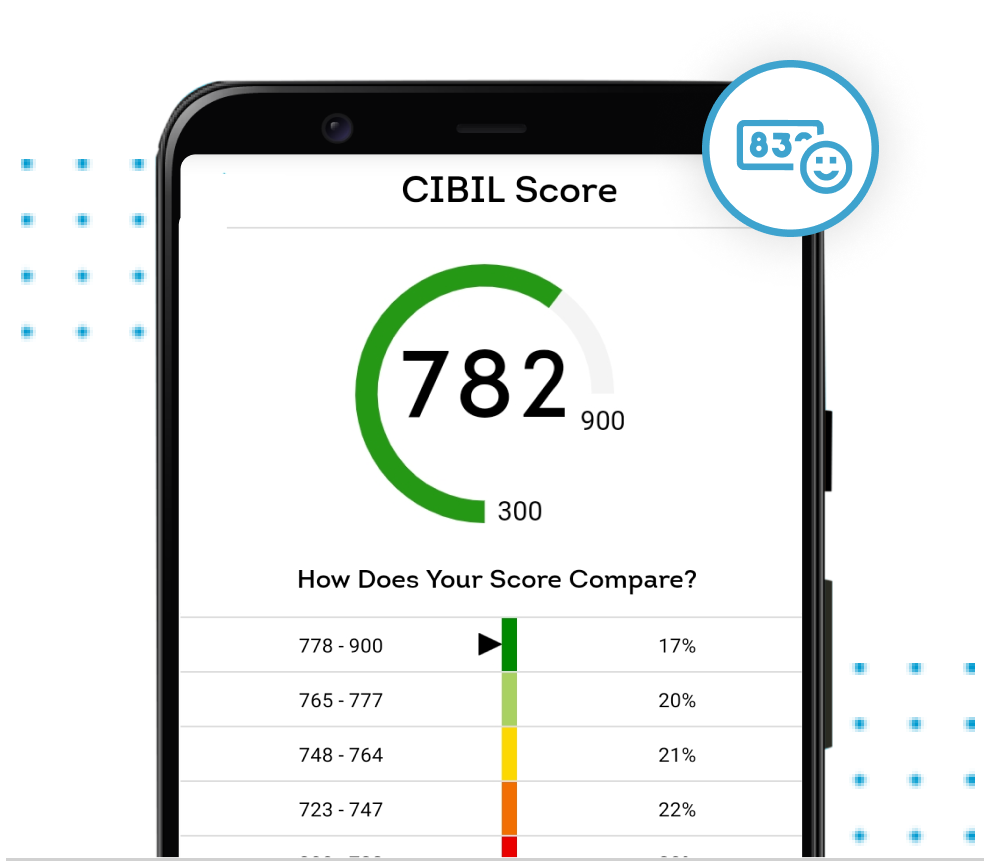 CIBIL Score
782
900
300
How Does Your Score Compare?
778 - 900 17%
765 - 777 20%
748 - 764 21%
723 - 747 22%